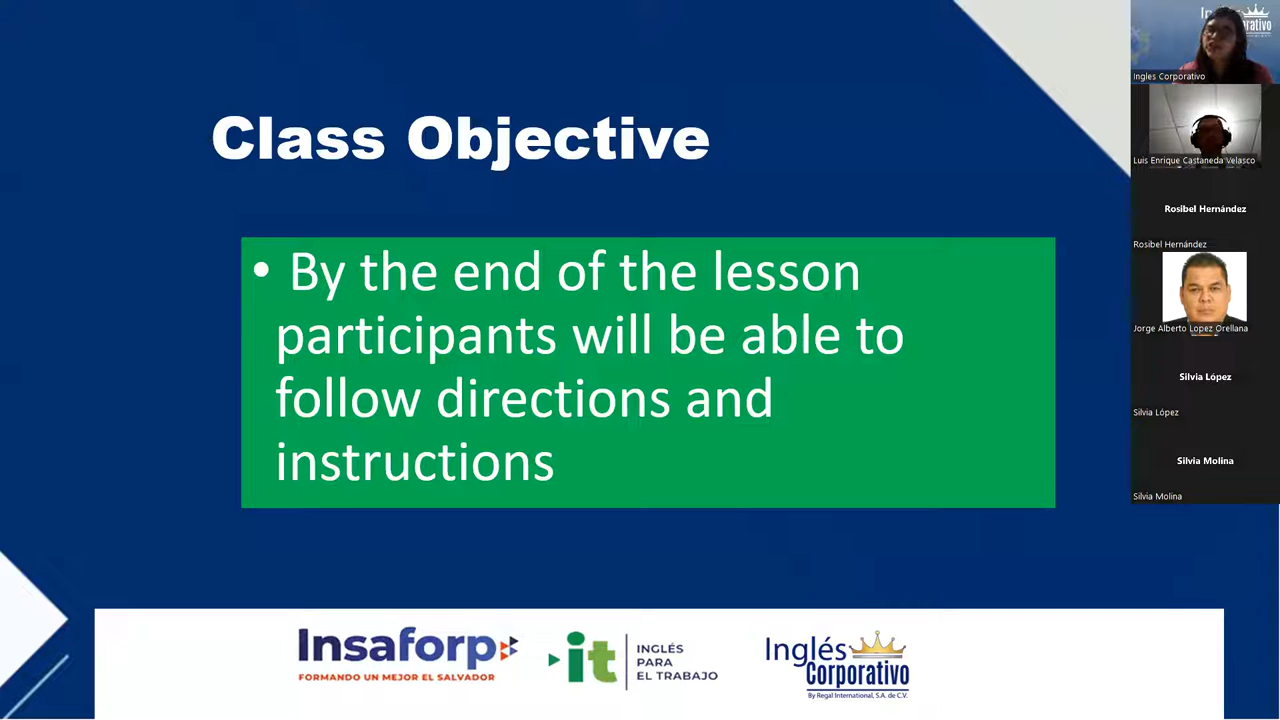 Class Objective
• By the end of the lesson
participants will be able to
follow directions and
instructions
Insaforp
FORMANDO UN MEJOR EL SALVADOR
it
INGLÉS
PARA
EL TRABAJO
Inglés
Corporativo
By Regal International, S.A. de C.V.
Ingles Corporativo
Luis Enrique Castaneda Velasco
Rosibel Hernández
Rosibel Hernández
Jorge Alberto Lopez Orellana
Silvia López
Silvia López
Silvia Molina
Silvia Molina